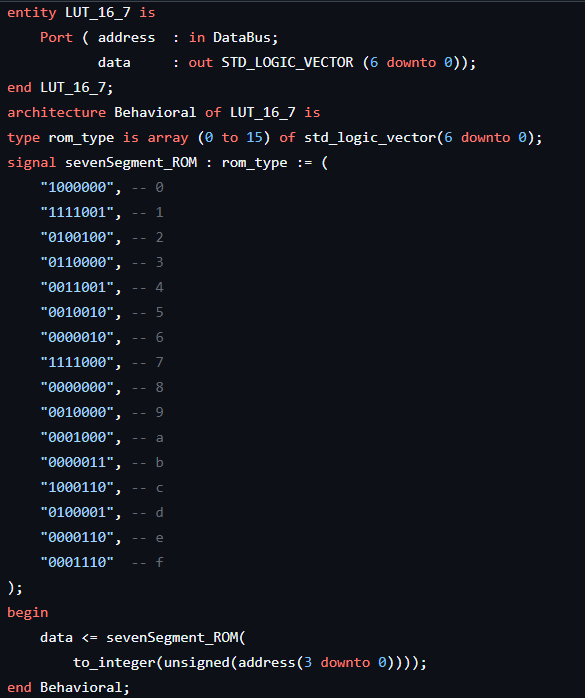 entity LUT_16_7 is
    Port ( address  : in DataBus;
           data     : out STD_LOGIC_VECTOR (6 downto 0));
end LUT_16_7;
architecture Behavioral of LUT_16_7 is
type rom_type is array (0 to 15) of std_logic_vector(6 downto 0);
signal sevenSegment_ROM : rom_type := (
    "1000000", -- 0
    "1111001", -- 1
    "0100100", -- 2
    "0110000", -- 3
    "0011001", -- 4
    "0010010", -- 5
    "0000010", -- 6
    "1111000", -- 7
    "0000000", -- 8
    "0010000", -- 9
    "0001000", -- a
    "0000011", -- b
    "1000110", -- c
    "0100001", -- d
    "0000110", -- e
    "0001110"  -- f
);
begin
    data <= sevenSegment_ROM(
        to_integer(unsigned(address(3 downto 0))));
end Behavioral;